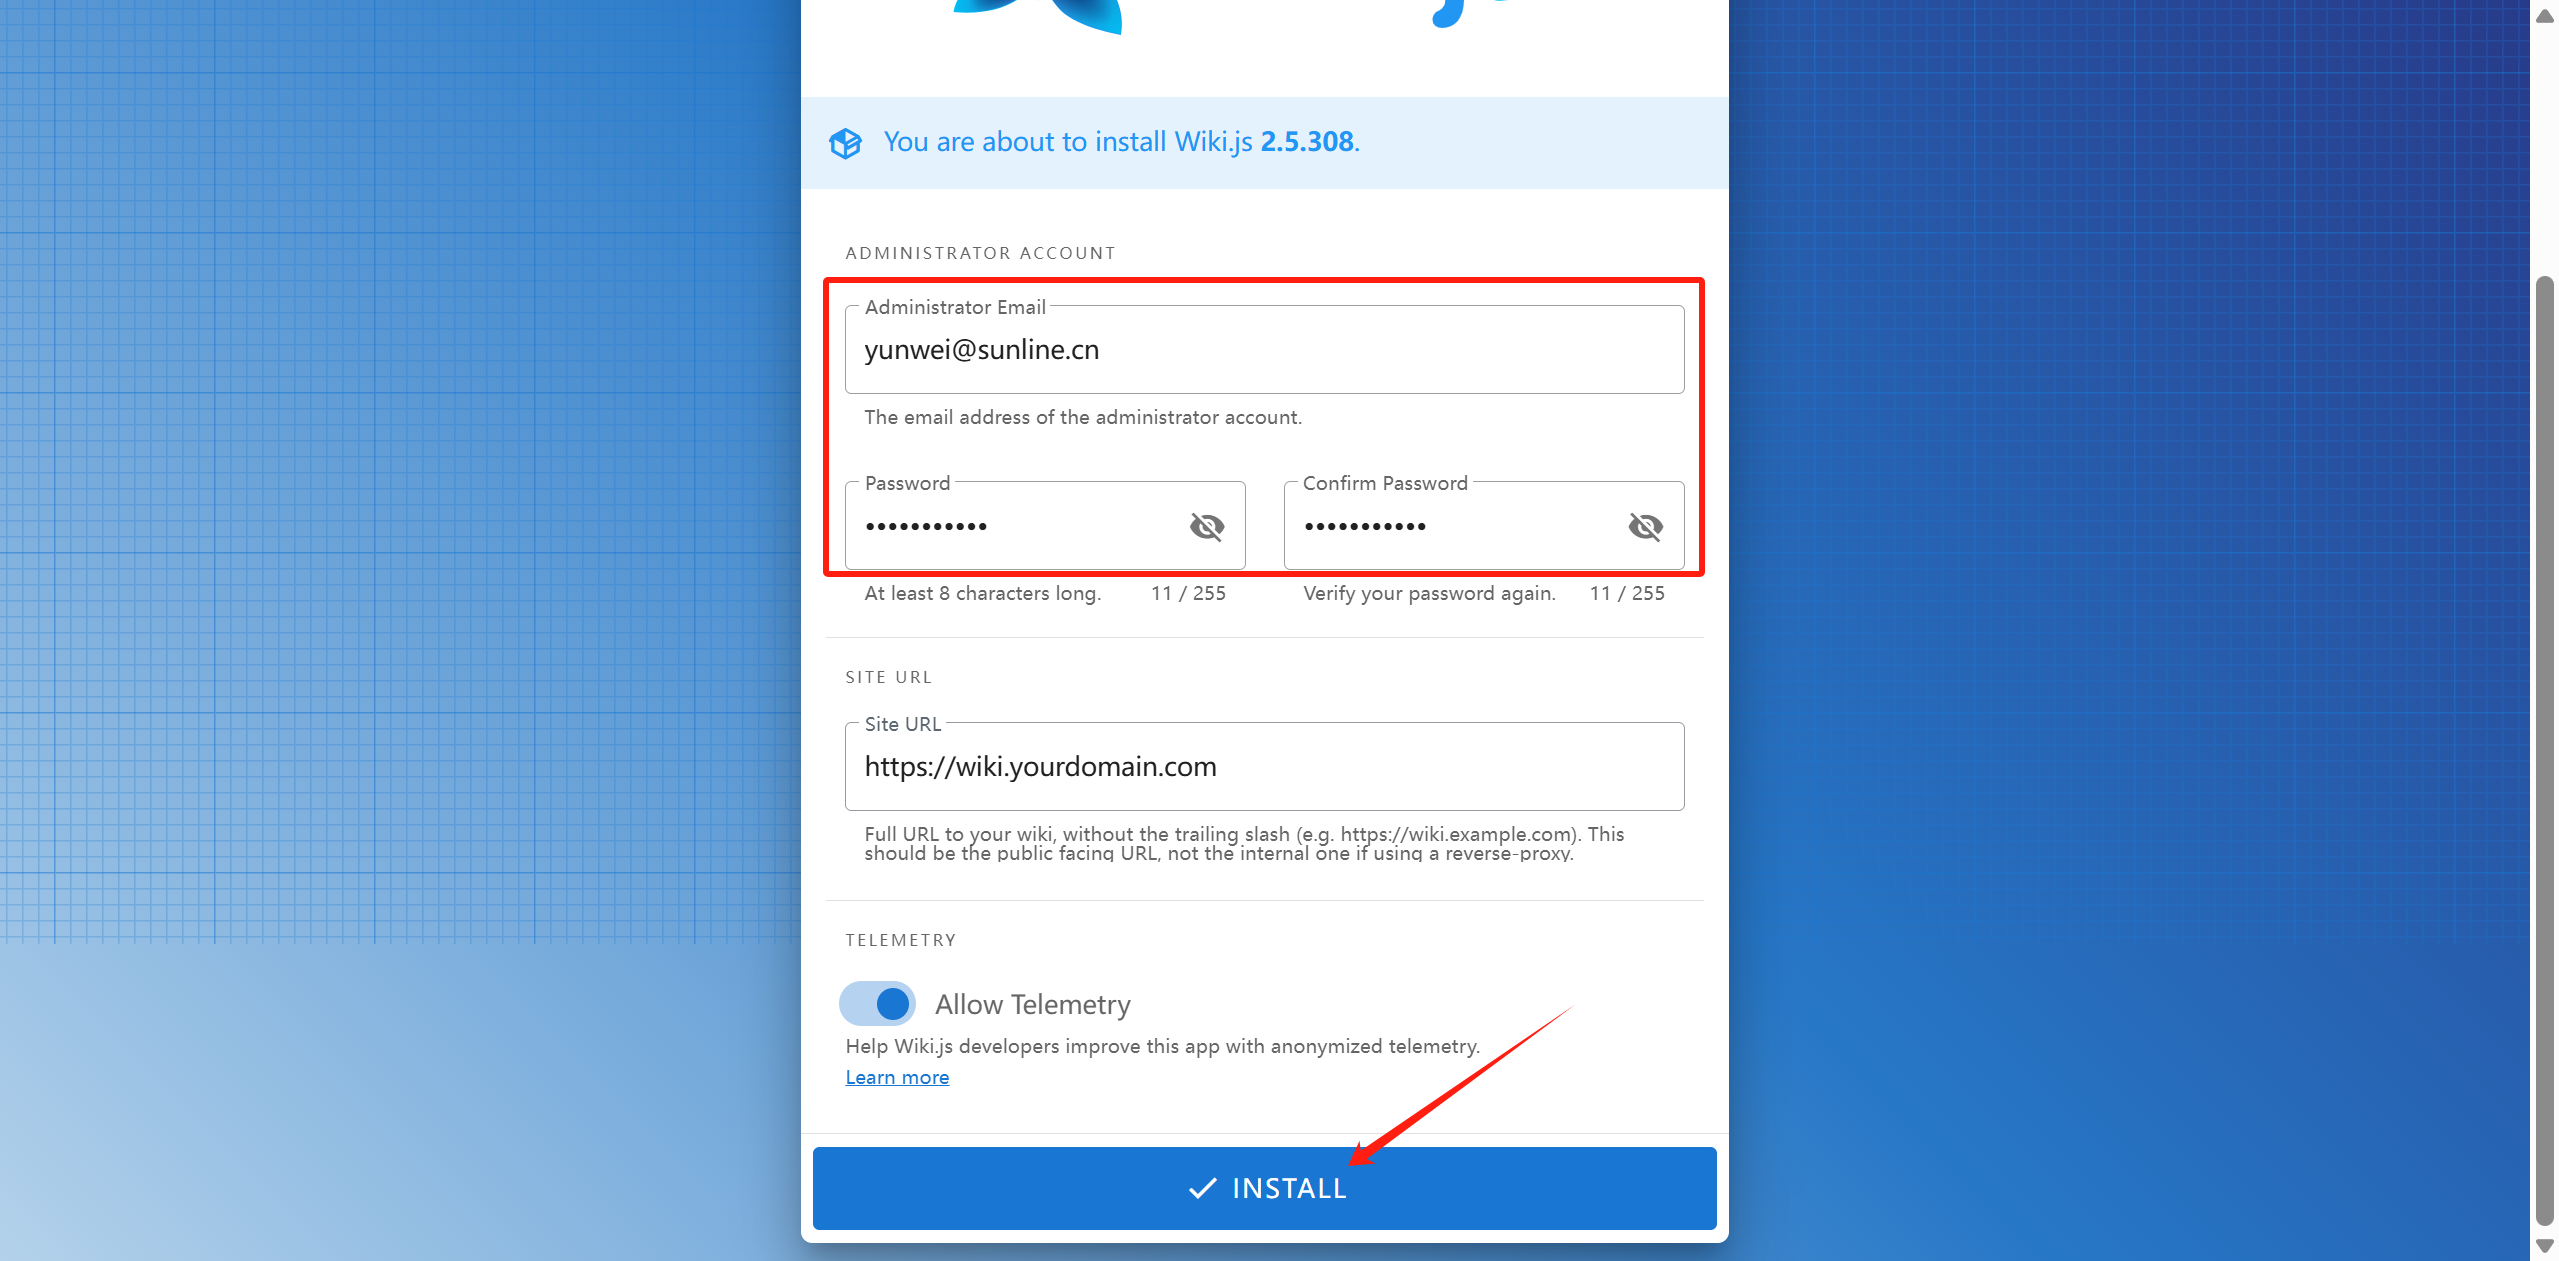 You are about to install Wiki.js 2.5.308.
ADMINISTRATOR ACCOUNT
Administrator Email
yunwei@sunline.cn
The email address of the administrator account.
Password
Confirm Password
•••••••••••
•••••••••••
At least 8 characters long.
11 / 255
Verify your password again.
11 / 255
SITE URL
Site URL
https://wiki.yourdomain.com
Full URL to your wiki, without the trailing slash (e.g. https://wiki.example.com). This
should be the public facing URL, not the internal one if using a reverse-proxy.
TELEMETRY
Allow Telemetry
Help Wiki.js developers improve this app with anonymized telemetry.
Learn more
INSTALL